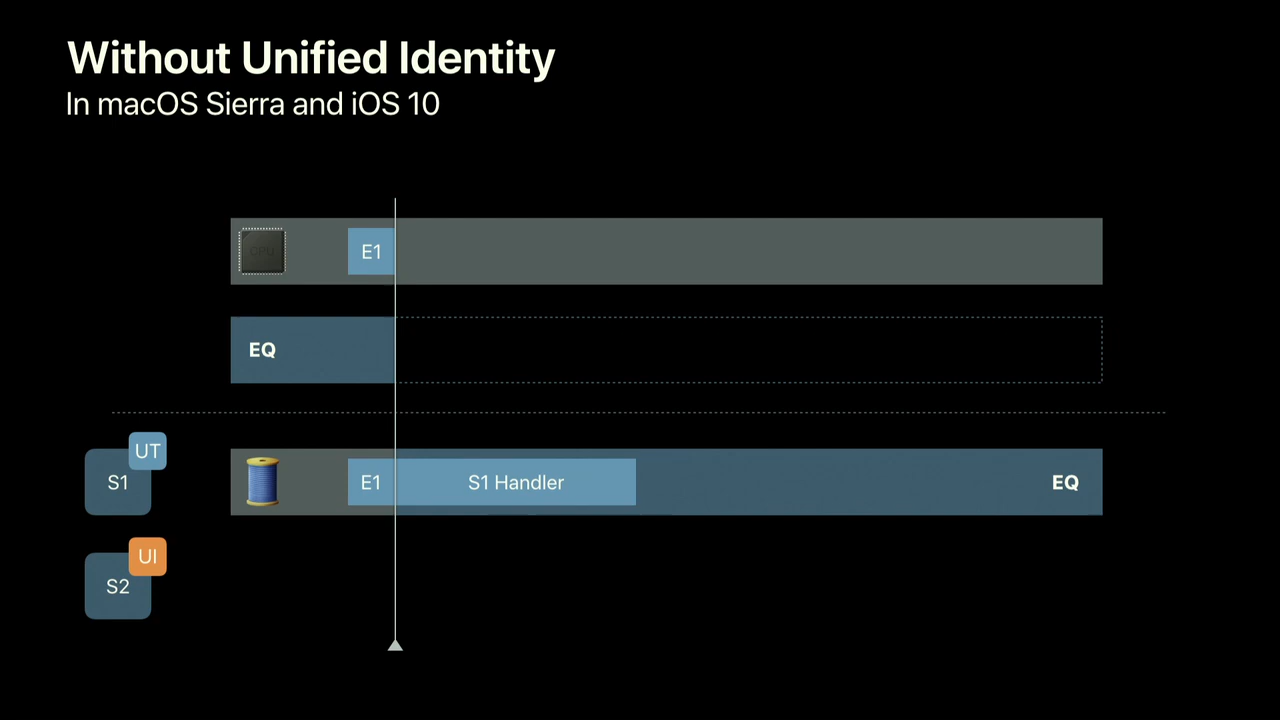 Without Unified Identity
In macOS Sierra and iOS 10
CPU
E1
EQ
UT
S1
E1
S1 Handler
EQ
UI
S2